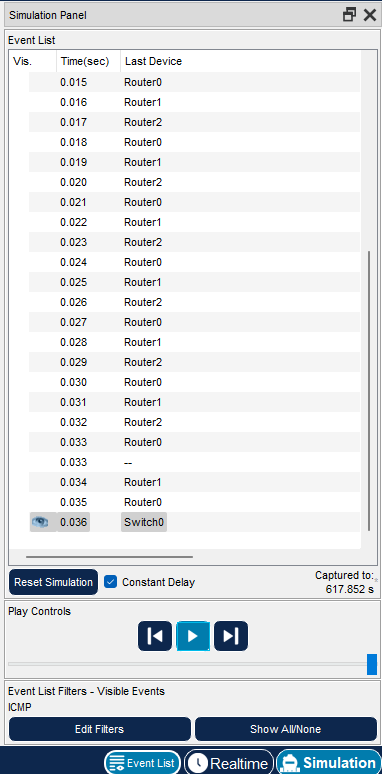 Simulation Panel
Event List
Vis. Time(sec) Last Device
0.015 Router0
0.016 Router1
0.017 Router2
0.018 Router0
0.019 Router1
0.020 Router2
0.021 Router0
0.022 Router1
0.023 Router2
0.024 Router0
0.025 Router1
0.026 Router2
0.027 Router0
0.028 Router1
0.029 Router2
0.030 Router0
0.031 Router1
0.032 Router2
0.033 Router0
0.033 --
0.034 Router1
0.035 Router0
0.036 Switch0
Reset Simulation Constant Delay Captured to:
617.852 s
Play Controls
Event List Filters - Visible Events
ICMP
Edit Filters Show All/None
Event List Realtime Simulation